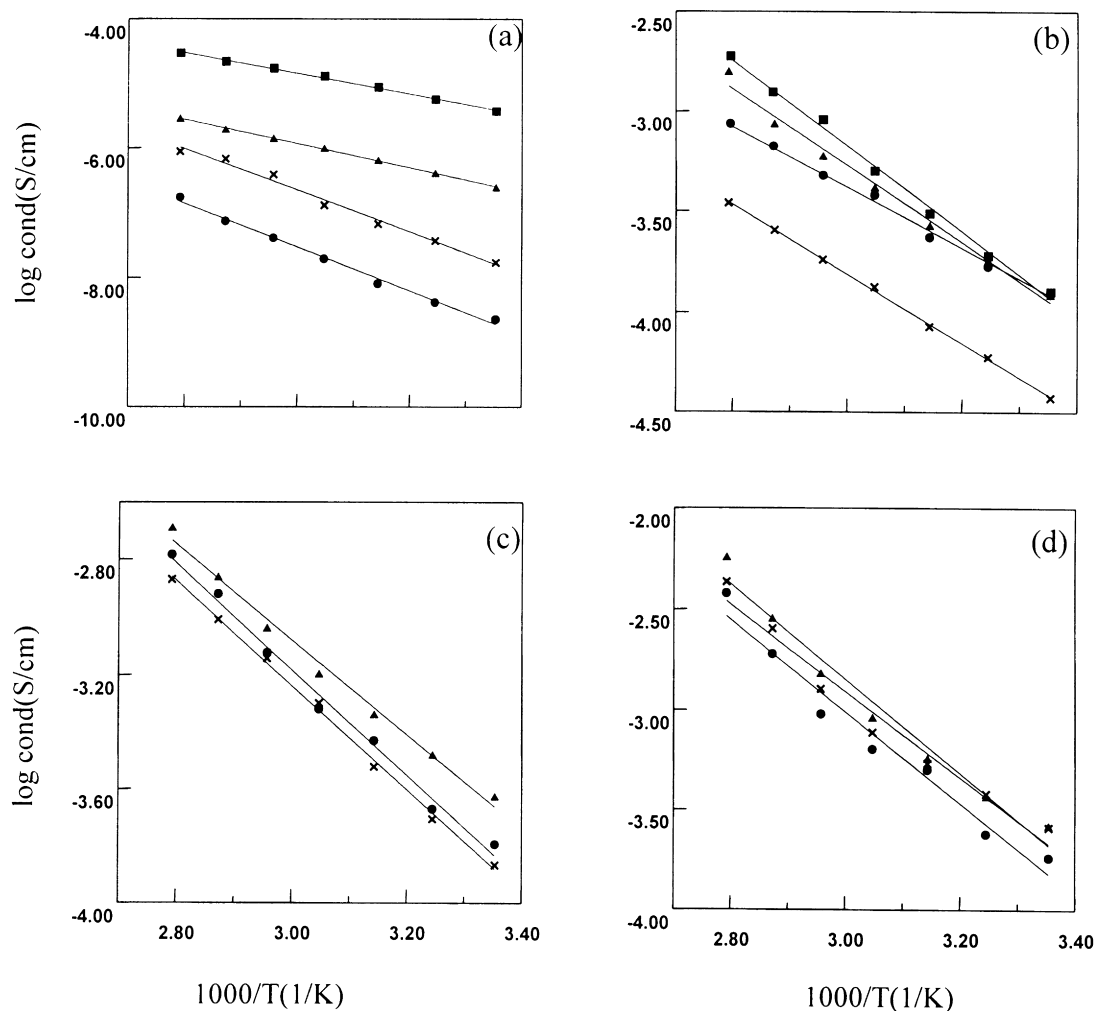 (a)
-4.00
-6.00
-8.00
-10.00
log cond(S/cm)
(b)
-2.50
-3.00
-3.50
-4.00
-4.50
(c)
-2.80
-3.20
-3.60
-4.00
log cond(S/cm)
2.80 3.00 3.20 3.40
1000/T(1/K)
(d)
-2.00
-2.50
-3.00
-3.50
-4.00
2.80 3.00 3.20 3.40
1000/T(1/K)